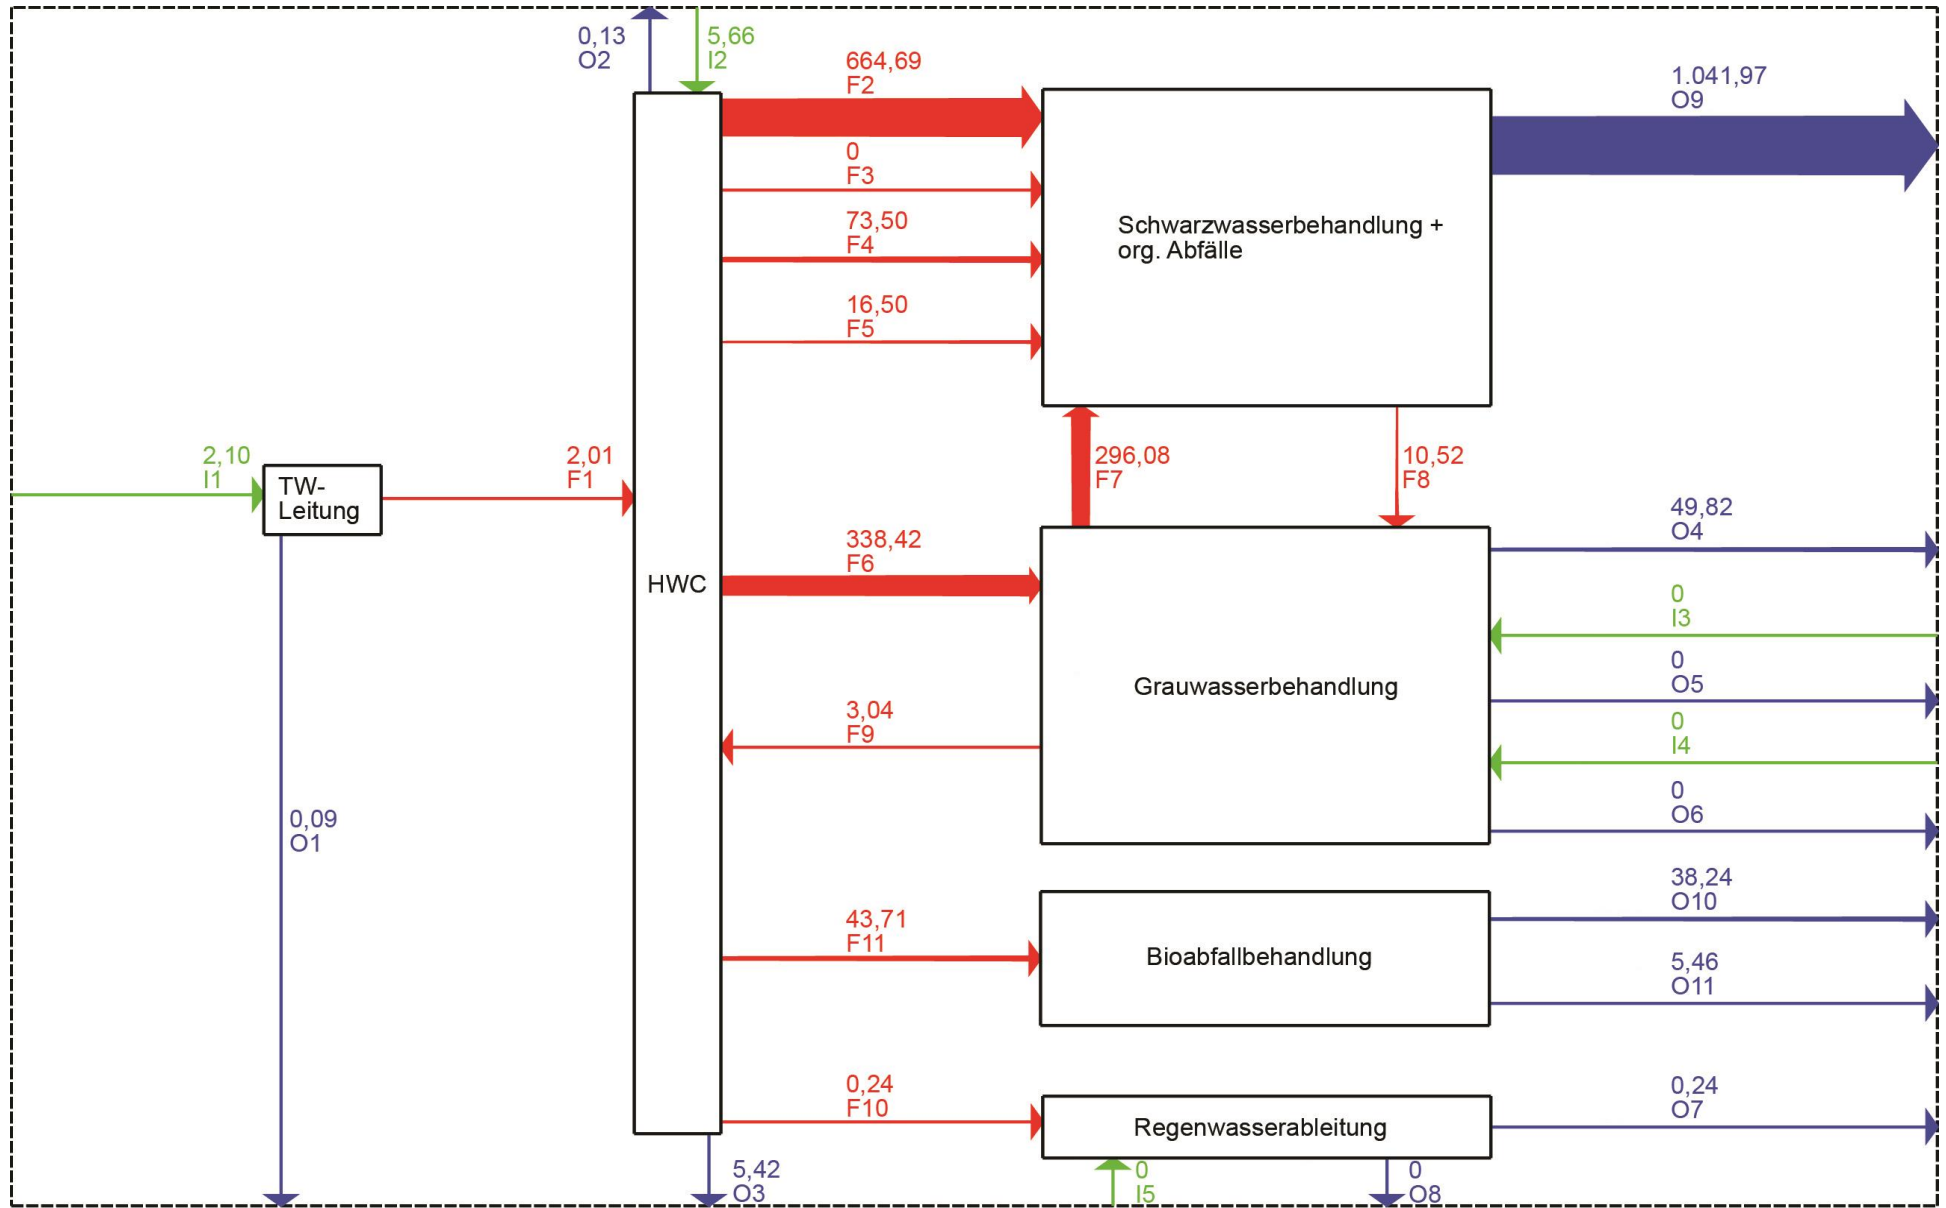 0,13
O2
5,66
I2
664,69
F2
1.041,97
O9
0
F3
73,50
F4
Schwarzwasserbehandlung +
org. Abfälle
16,50
F5
2,10
I1
TW-
Leitung
2,01
F1
296,08
F7
10,52
F8
49,82
O4
338,42
F6
HWC
0
I3
0
O5
Grauwasserbehandlung
3,04
F9
0
I4
0
O6
0,09
O1
38,24
O10
43,71
F11
Bioabfallbehandlung
5,46
O11
0,24
F10
Regenwasserableitung
0,24
O7
5,42
O3
0
I5
0
O8